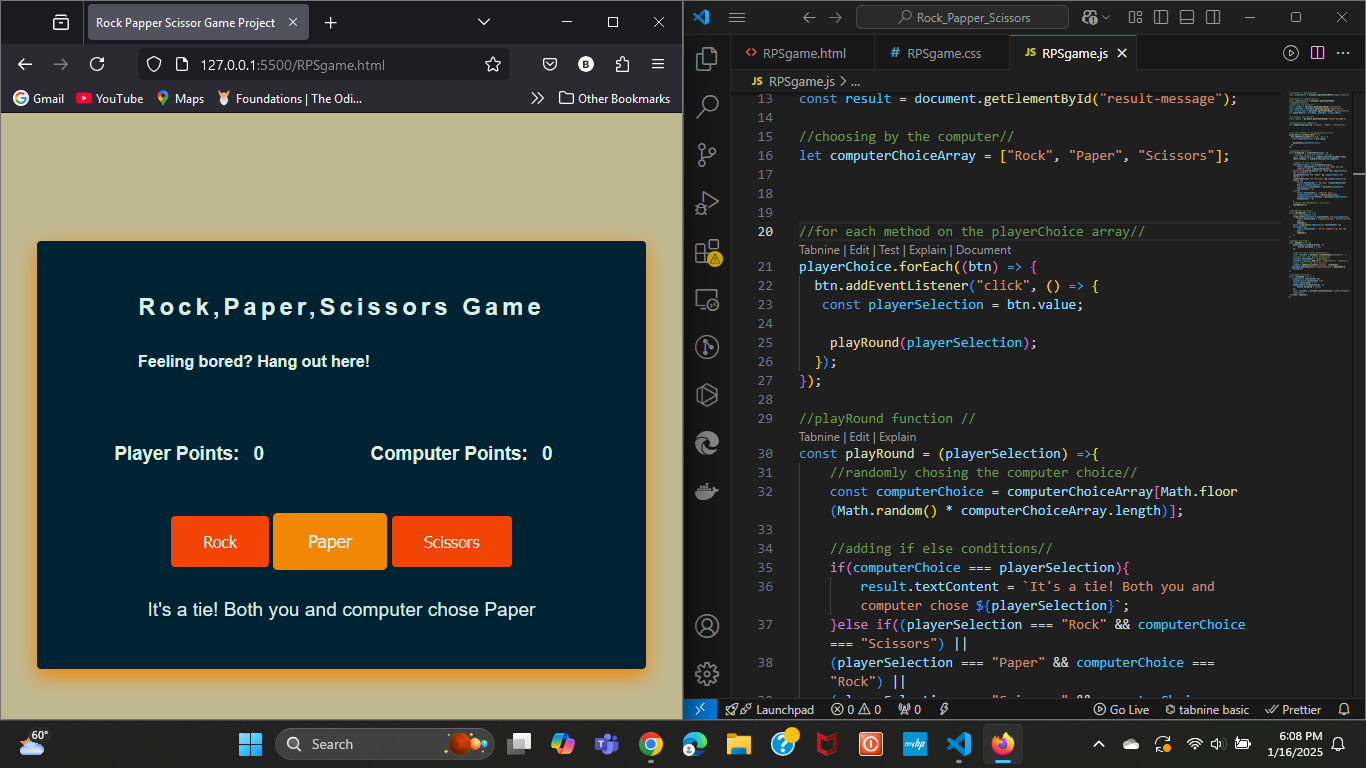 Rock Papper Scissor Game Project
127.0.0.1:5500/RPSgame.html
B
Gmail
YouTube
Maps
Foundations | The Odi...
Other Bookmarks
Rock,Paper,Scissors Game
Feeling bored? Hang out here!
Player Points: 0
Computer Points: 0
Rock
Paper
Scissors
It's a tie! Both you and computer chose Paper
Rock_Papper_Scissors
RPSgame.html
# RPSgame.css
JS RPSgame.js
JS RPSgame.js > ...
13 const result = document.getElementById("result-message");
14
15 //choosing by the computer//
16 let computerChoiceArray = ["Rock", "Paper", "Scissors"];
17
18
19
20 //for each method on the playerChoice array//
Tabnine | Edit | Test | Explain | Document
21 playerChoice.forEach((btn) => {
22 btn.addEventListener("click", () => {
23 const playerSelection = btn.value;
24
25 playRound(playerSelection);
26 });
27 });
28
29 //playRound function //
Tabnine | Edit | Explain
30 const playRound = (playerSelection) =>{
31 //randomly chosing the computer choice//
32 const computerChoice = computerChoiceArray[Math.floor
(Math.random() * computerChoiceArray.length)];
33
34 //adding if else conditions//
35 if(computerChoice === playerSelection){
36 result.textContent = `It's a tie! Both you and
computer chose ${playerSelection}`;
37 }else if((playerSelection === "Rock" && computerChoice
=== "Scissors") ||
38 (playerSelection === "Paper" && computerChoice ===
"Rock") ||
Launchpad
0
0
0
Go Live
tabnine basic
Prettier
60°
Search
myhp
6:08 PM
1/16/2025